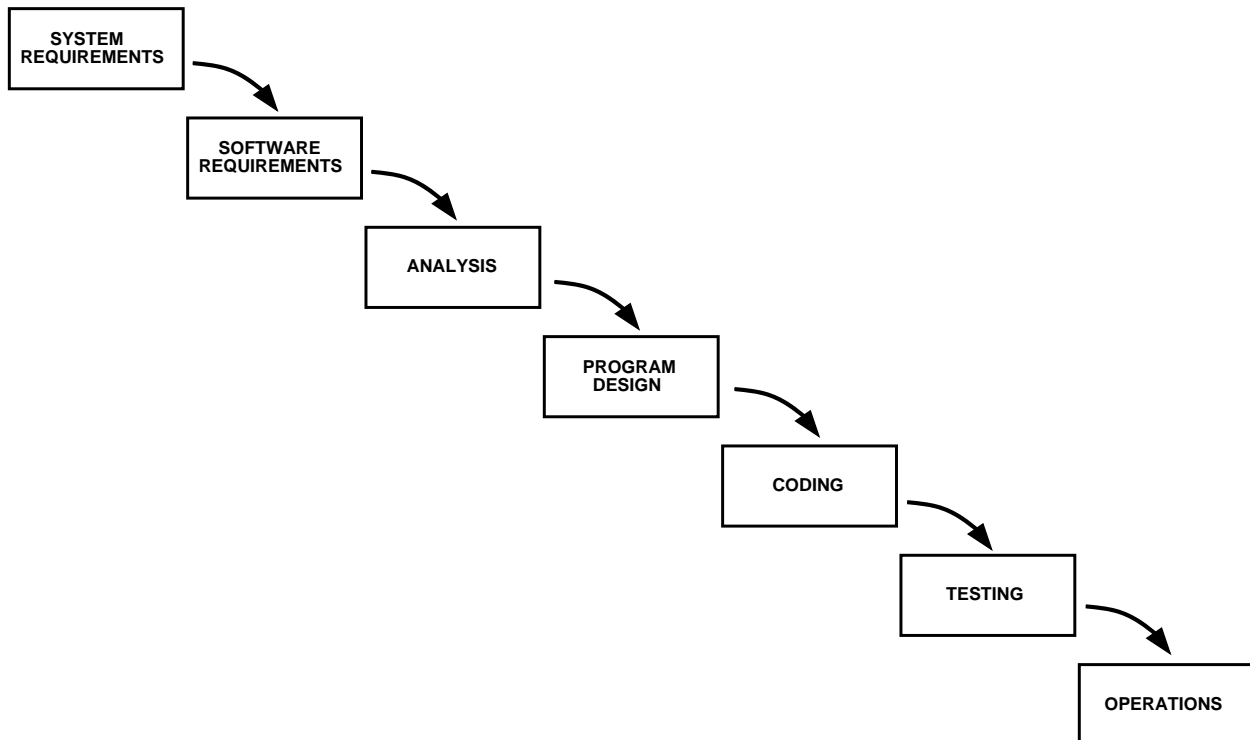 SYSTEM
REQUIREMENTS
SOFTWARE
REQUIREMENTS
ANALYSIS
PROGRAM
DESIGN
CODING
TESTING
OPERATIONS